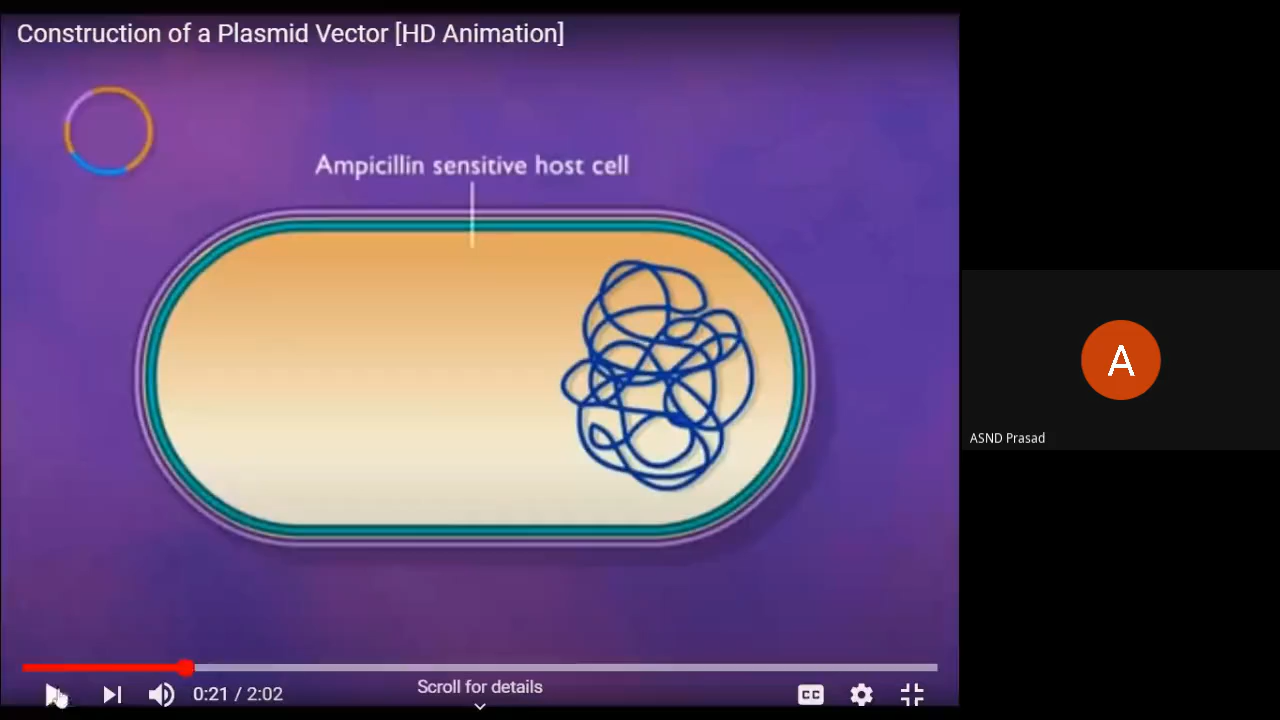 Construction of a Plasmid Vector [HD Animation]
Ampicillin sensitive host cell
A
ASND Prasad
0:21 / 2:02
Scroll for details
CC